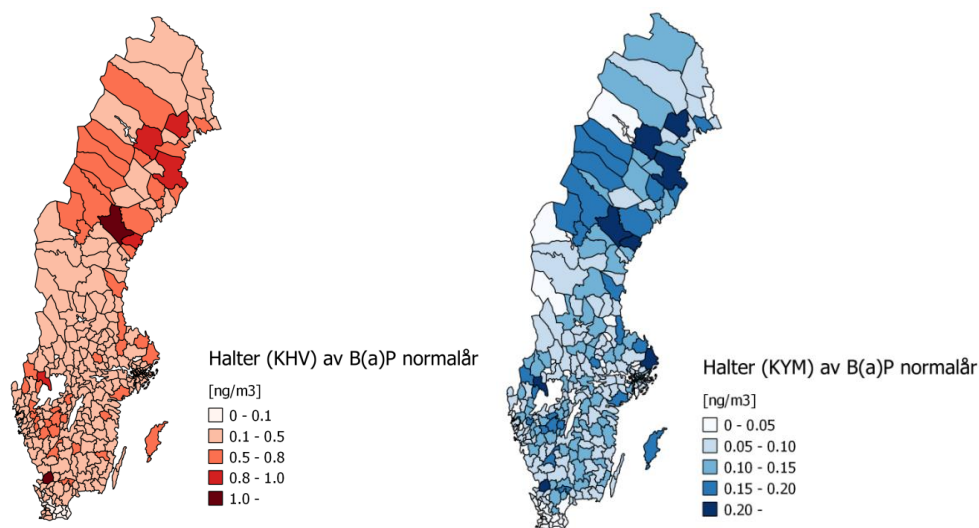 Halter (KHV) av B(a)P normalår
[ng/m3]
0 - 0.1
0.1 - 0.5
0.5 - 0.8
0.8 - 1.0
1.0 -
Halter (KYM) av B(a)P normalår
[ng/m3]
0 - 0.05
0.05 - 0.10
0.10 - 0.15
0.15 - 0.20
0.20 -